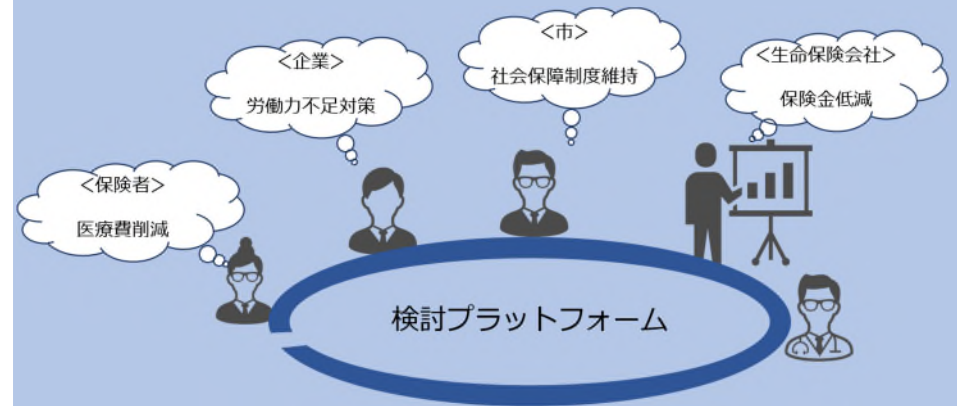 <市>
社会保障制度維持
<企業>
労働力不足対策
<生命保険会社>
保険金低減
<保険者>
医療費削減
検討プラットフォーム